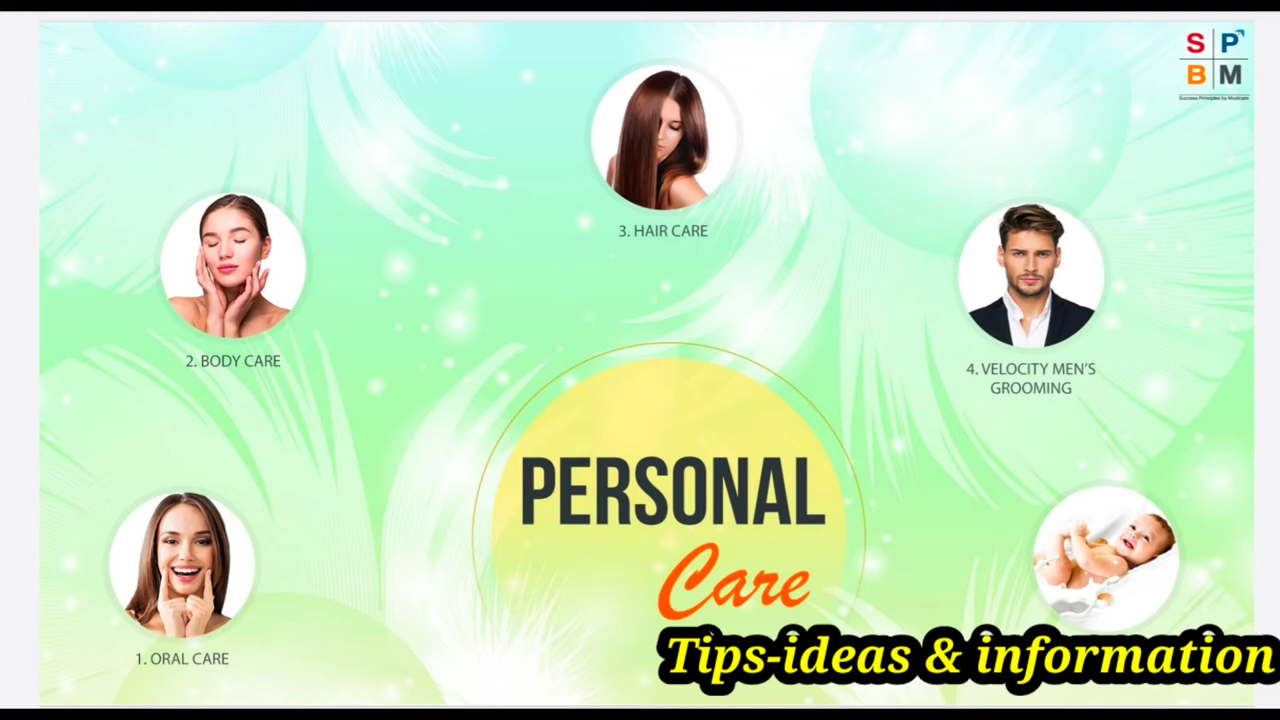 S P
B M
Success Principled by Modicare
3. HAIR CARE
2. BODY CARE
4. VELOCITY MEN'S
GROOMING
PERSONAL
Care
1. ORAL CARE
Tips-ideas & information